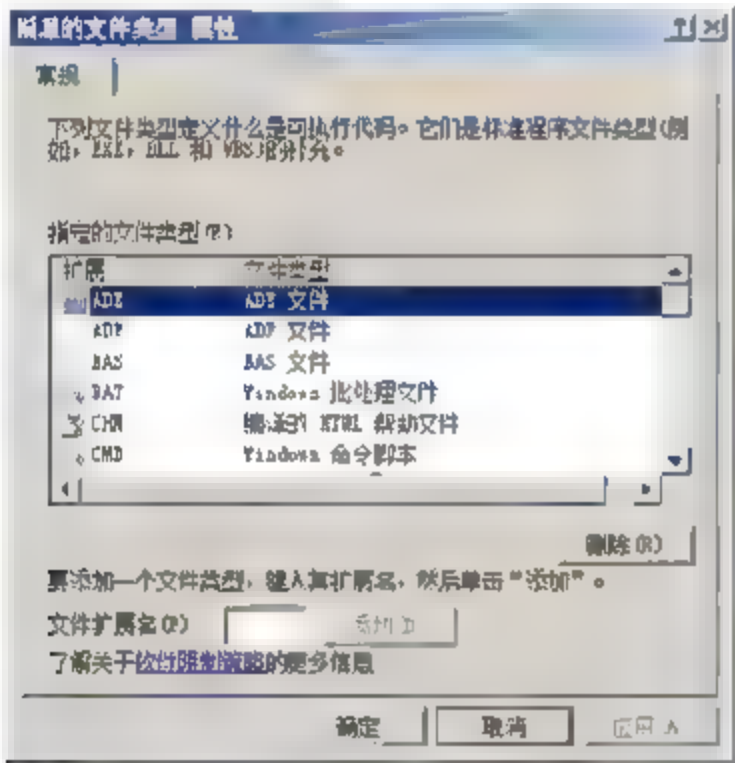 指派的文件类型 属性
常规
下列文件类型定义什么是可执行代码。它们是标准程序文件类型(例
如,EXE,DLL 和 VBS)的补充。
指定的文件类型(P)
扩展 文件类型
ADE ADE 文件
ADP ADP 文件
BAS BAS 文件
BAT Windows 批处理文件
CHM 编译的 HTML 帮助文件
CMD Windows 命令脚本
删除(R)
要添加一个文件类型,键入其扩展名,然后单击“添加”。
文件扩展名(F) 添加(D)
了解关于软件限制策略的更多信息
确定 取消 应用(A)